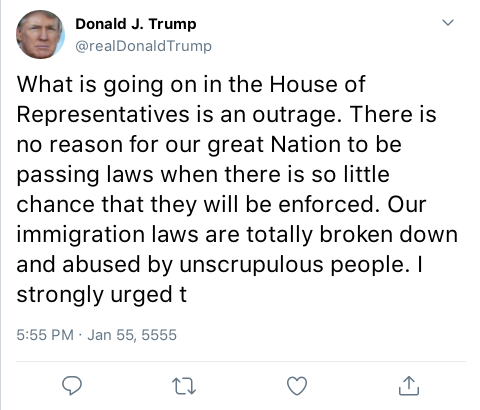 Donald J. Trump
@realDonaldTrump
What is going on in the House of
Representatives is an outrage. There is
no reason for our great Nation to be
passing laws when there is so little
chance that they will be enforced. Our
immigration laws are totally broken down
and abused by unscrupulous people. I
strongly urged t
5:55 PM · Jan 55, 5555